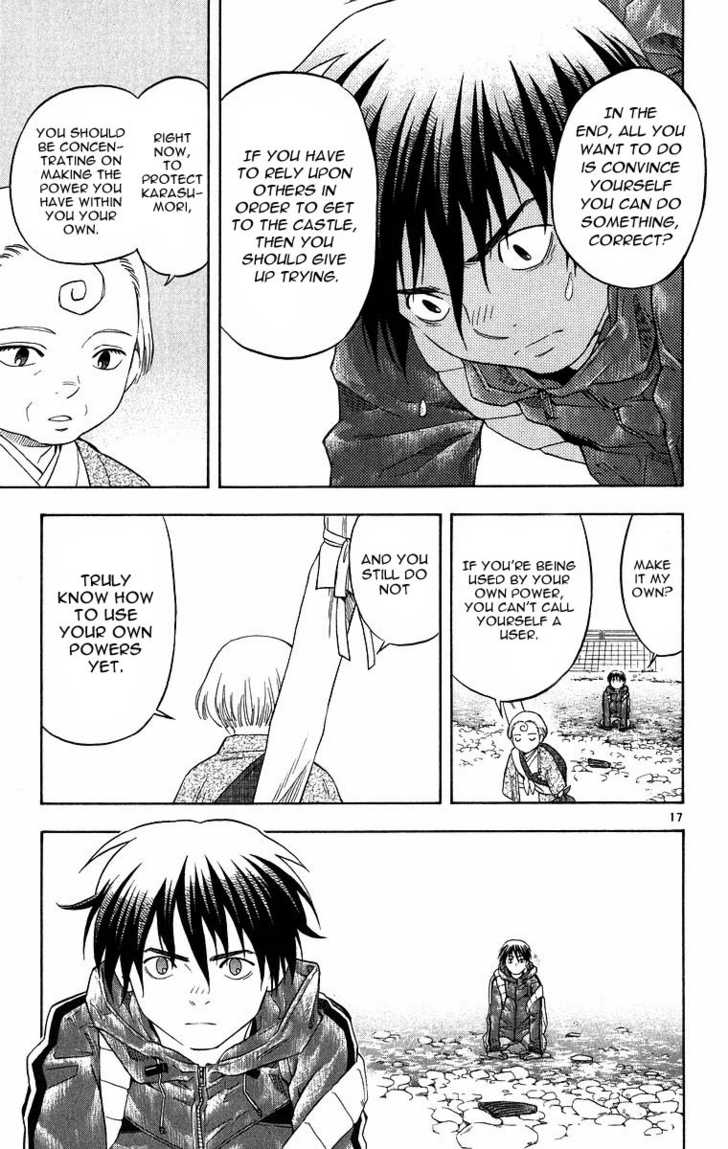 IN THE
END, ALL YOU
WANT TO DO
IS CONVINCE
YOURSELF
YOU CAN DO
SOMETHING,
CORRECT?
IF YOU HAVE
TO RELY UPON
OTHERS IN
ORDER TO GET
TO THE CASTLE,
THEN YOU
SHOULD GIVE
UP TRYING.
RIGHT
NOW,
TO
PROTECT
KARASU-
MORI,
YOU SHOULD
BE CONCEN-
TRATING ON
MAKING THE
POWER YOU
HAVE WITHIN
YOU YOUR
OWN.
MAKE
IT MY
OWN?
IF YOU'RE BEING
USED BY YOUR
OWN POWER,
YOU CAN'T CALL
YOURSELF A
USER.
AND YOU
STILL DO
NOT
TRULY
KNOW HOW
TO USE
YOUR OWN
POWERS
YET.
17